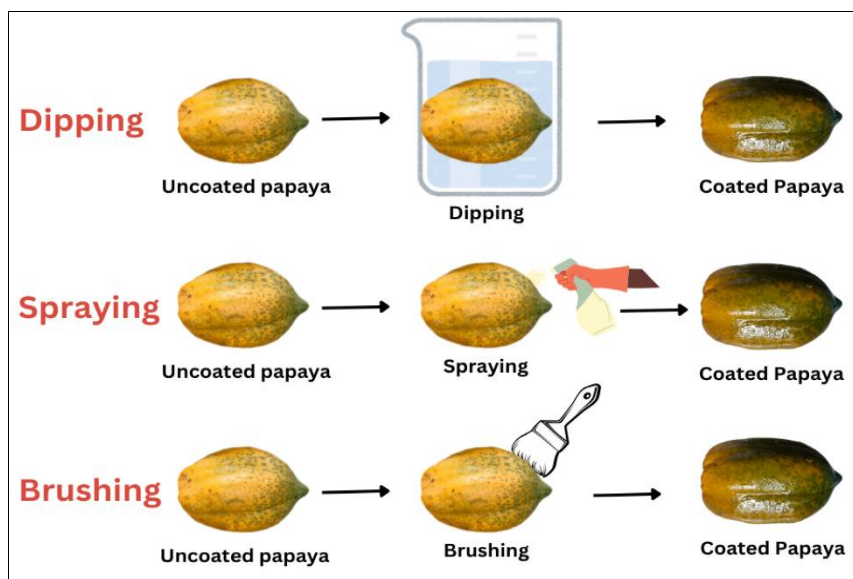 Dipping
Uncoated papaya
Dipping
Coated Papaya
Spraying
Uncoated papaya
Spraying
Coated Papaya
Brushing
Uncoated papaya
Brushing
Coated Papaya